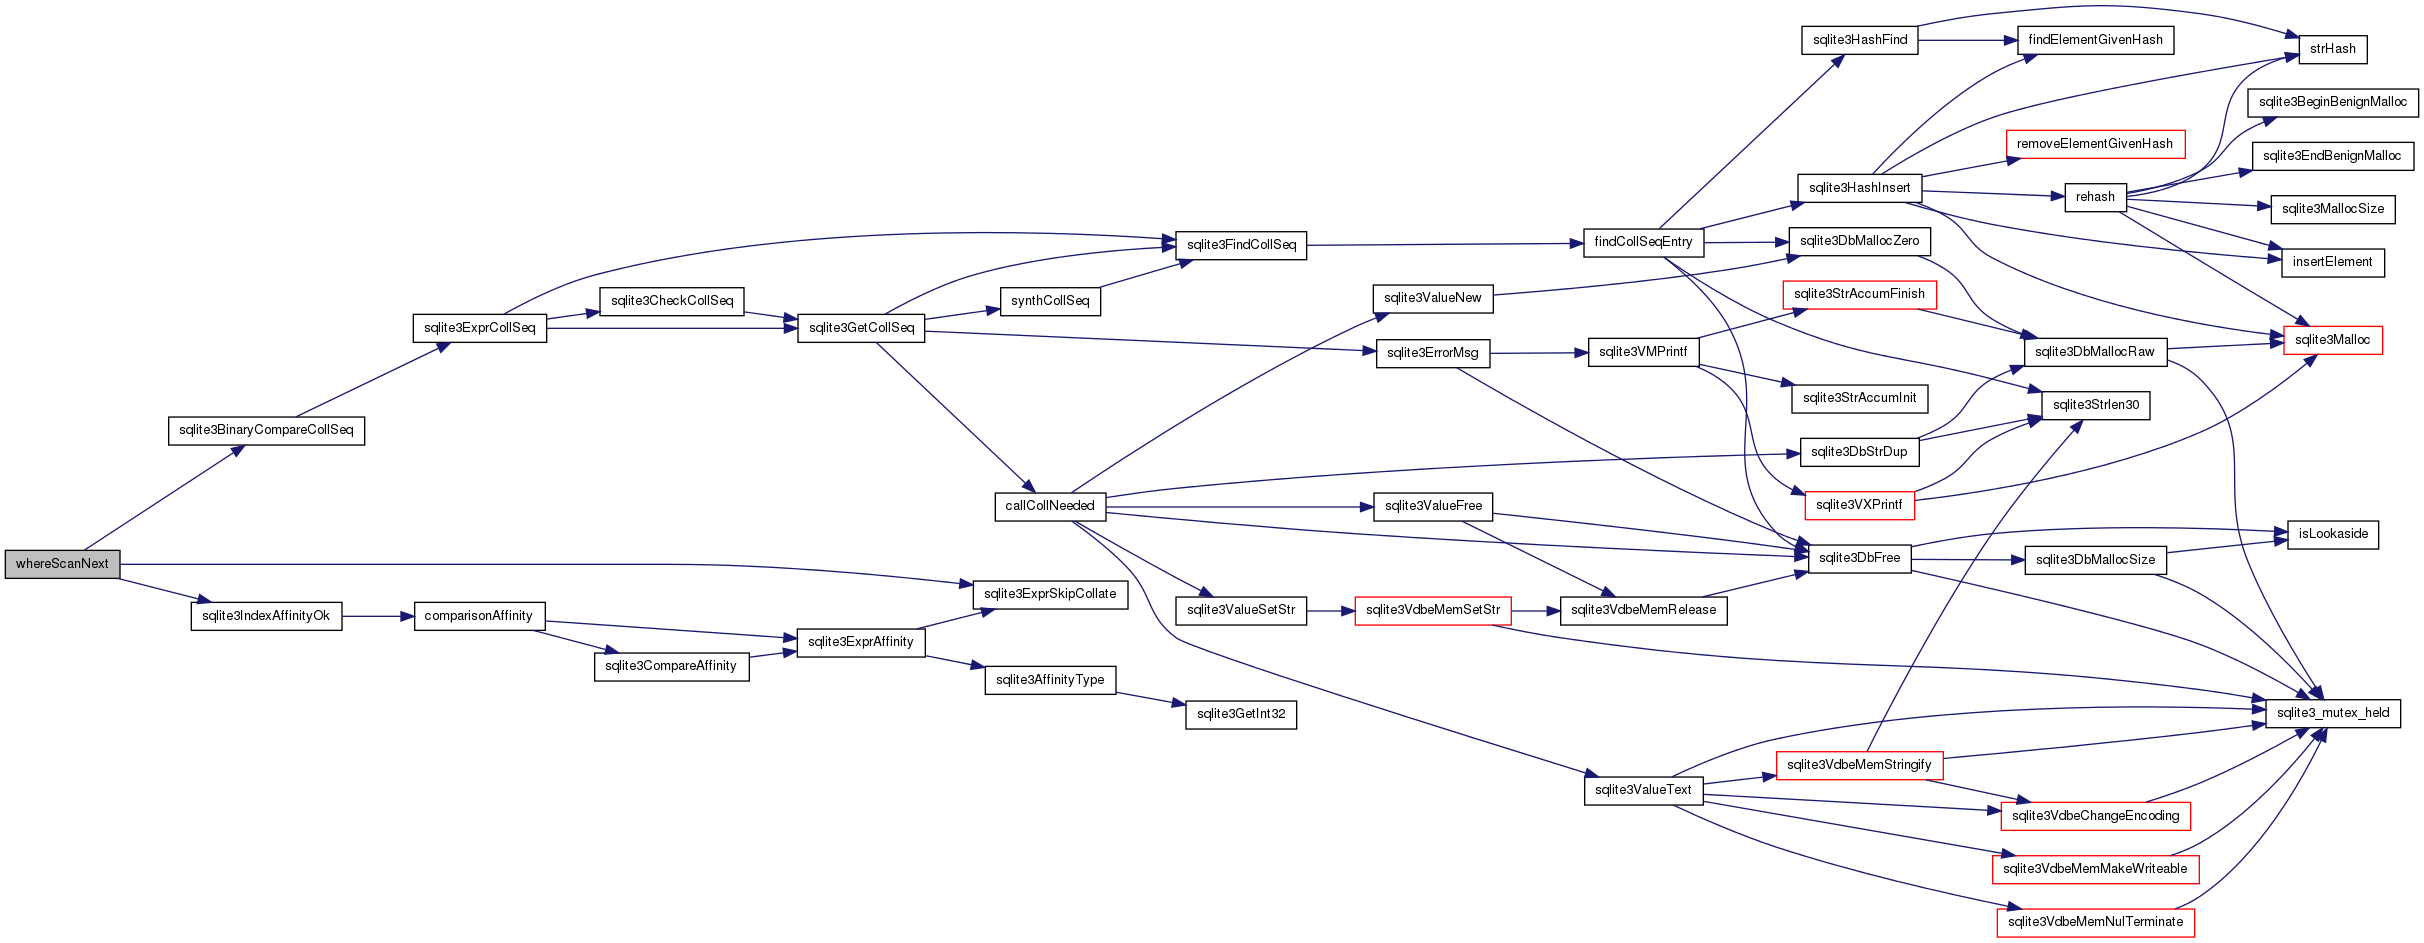 whereScanNext
sqlite3BinaryCompareCollSeq
sqlite3IndexAffinityOk
sqlite3ExprCollSeq
comparisonAffinity
sqlite3CheckCollSeq
sqlite3CompareAffinity
sqlite3GetCollSeq
sqlite3ExprAffinity
synthCollSeq
callCollNeeded
sqlite3ExprSkipCollate
sqlite3AffinityType
sqlite3FindCollSeq
sqlite3ValueSetStr
sqlite3GetInt32
sqlite3ValueNew
sqlite3ErrorMsg
sqlite3ValueFree
sqlite3VdbeMemSetStr
findCollSeqEntry
sqlite3VMPrintf
sqlite3VdbeMemRelease
sqlite3ValueText
sqlite3HashFind
sqlite3HashInsert
sqlite3DbMallocZero
sqlite3StrAccumFinish
sqlite3StrAccumInit
sqlite3DbStrDup
sqlite3VXPrintf
sqlite3DbFree
sqlite3VdbeMemStringify
findElementGivenHash
removeElementGivenHash
rehash
sqlite3DbMallocRaw
sqlite3Strlen30
sqlite3DbMallocSize
sqlite3VdbeChangeEncoding
sqlite3VdbeMemMakeWriteable
sqlite3VdbeMemNulTerminate
strHash
sqlite3BeginBenignMalloc
sqlite3EndBenignMalloc
sqlite3MallocSize
insertElement
sqlite3Malloc
isLookaside
sqlite3_mutex_held